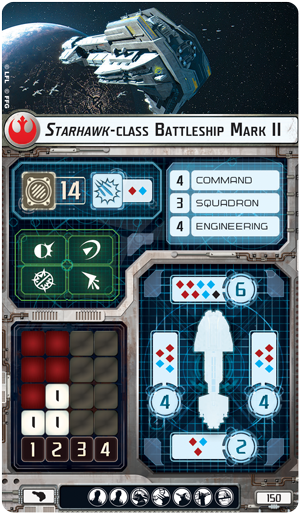 © LFL © FFG
STARHAWK-CLASS BATTLESHIP MARK II
14
4 COMMAND
3 SQUADRON
4 ENGINEERING
6
4
4
2
1
1 1
1 2 3 4
150